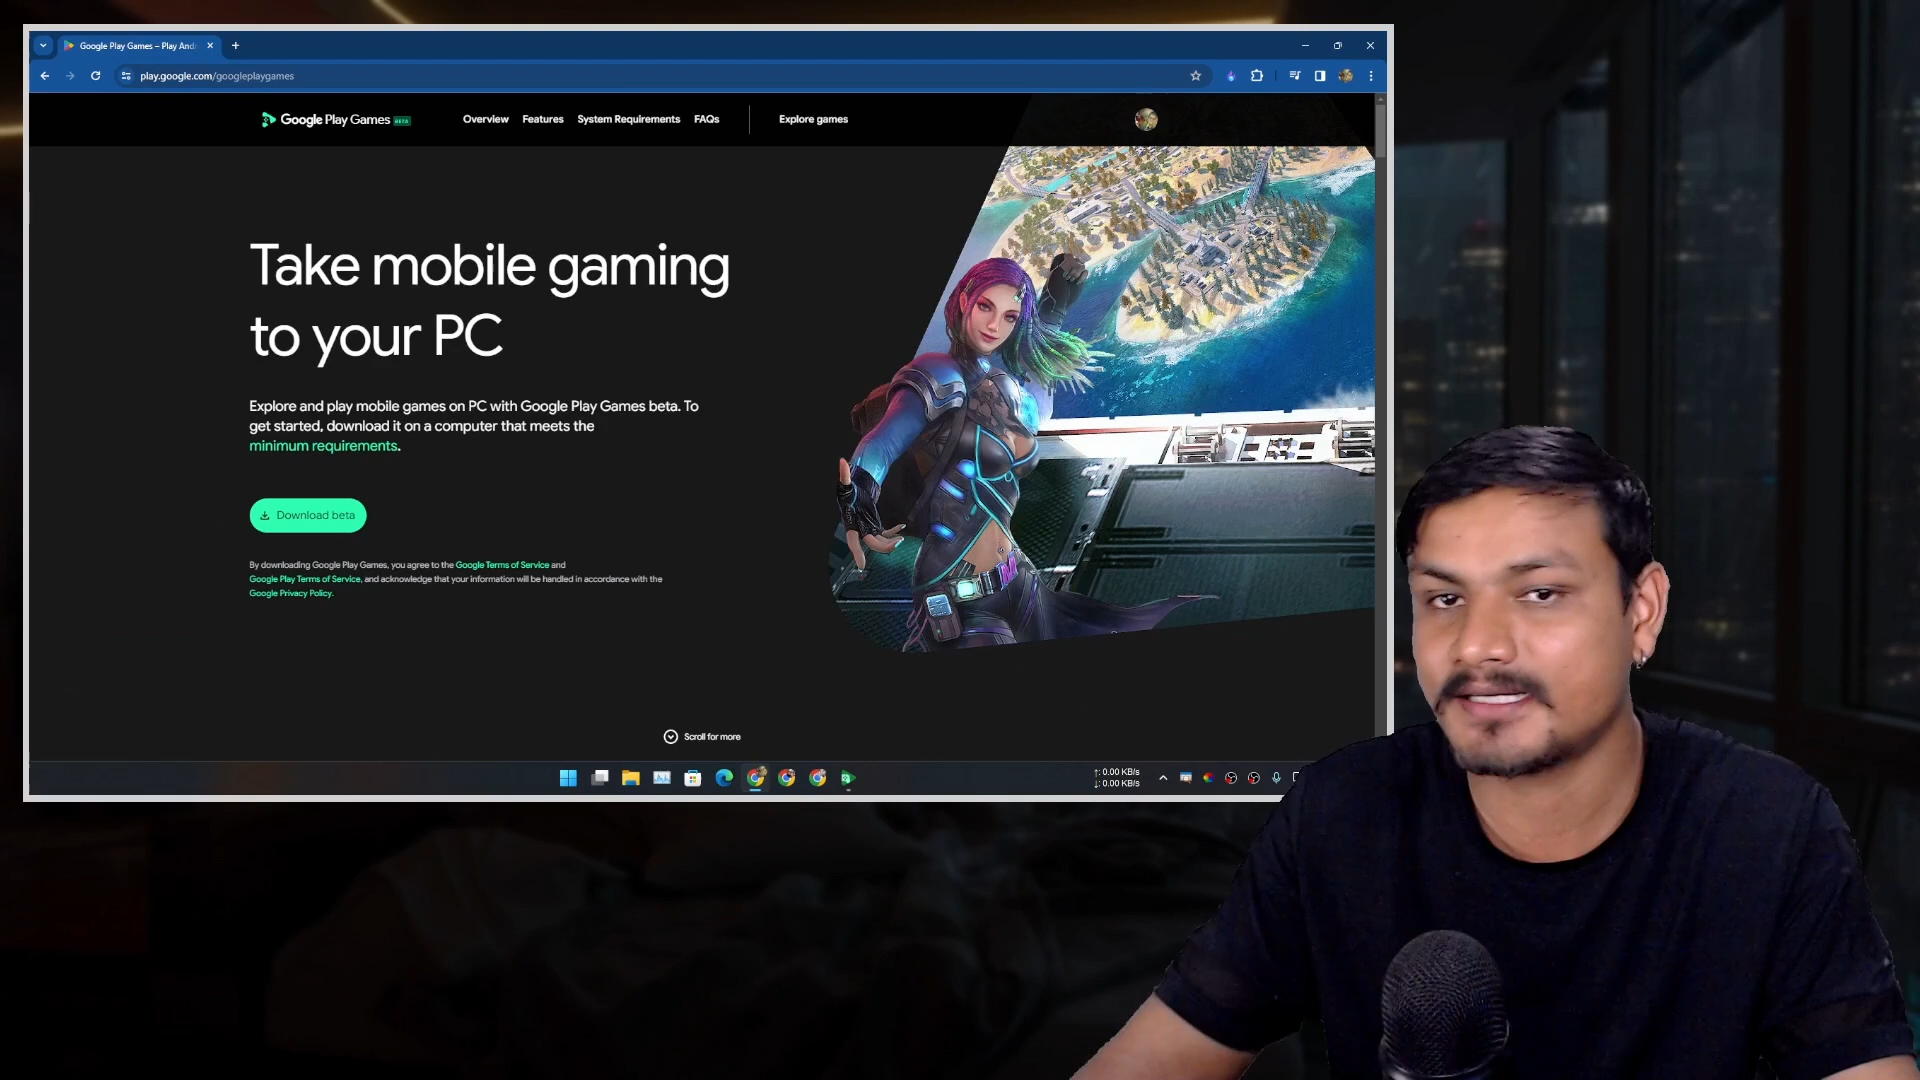 Google Play Games – Play And
play.google.com/googleplaygames
Google Play Games BETA
Overview
Features
System Requirements
FAQs
Explore games
Take mobile gaming
to your PC
Explore and play mobile games on PC with Google Play Games beta. To
get started, download it on a computer that meets the
minimum requirements.
Download beta
By downloading Google Play Games, you agree to the Google Terms of Service and
Google Play Terms of Service, and acknowledge that your information will be handled in accordance with the
Google Privacy Policy.
Scroll for more
↑: 0.00 KB/s
↓: 0.00 KB/s